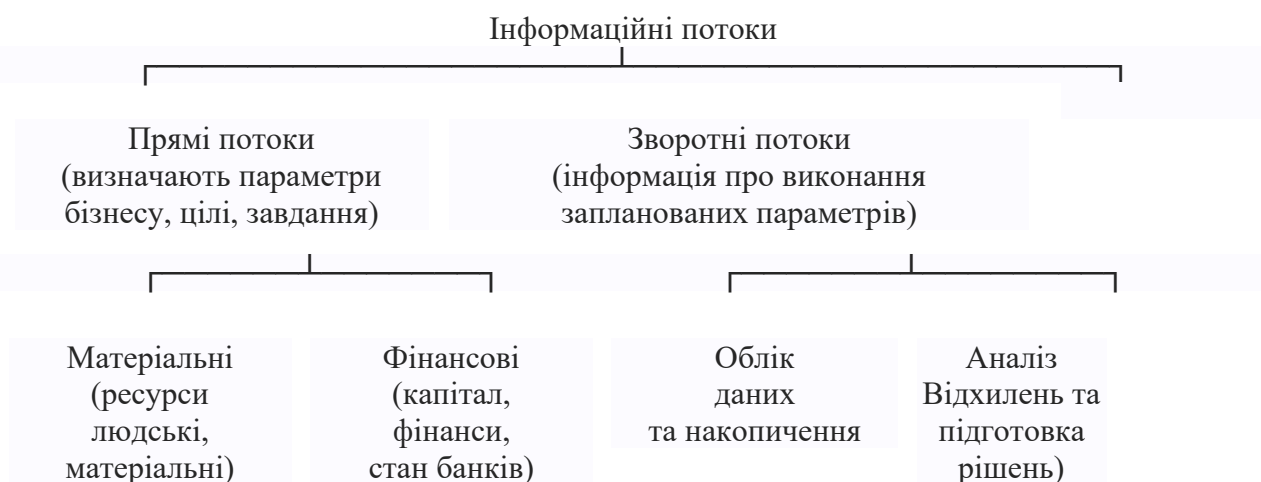 Інформаційні потоки
Прямі потоки
(визначають параметри
бізнесу, цілі, завдання)
Зворотні потоки
(інформація про виконання
запланованих параметрів)
Матеріальні
(ресурси
людські,
матеріальні)
Фінансові
(капітал,
фінанси,
стан банків)
Облік
даних
та накопичення
Аналіз
Відхилень та
підготовка
рішень)